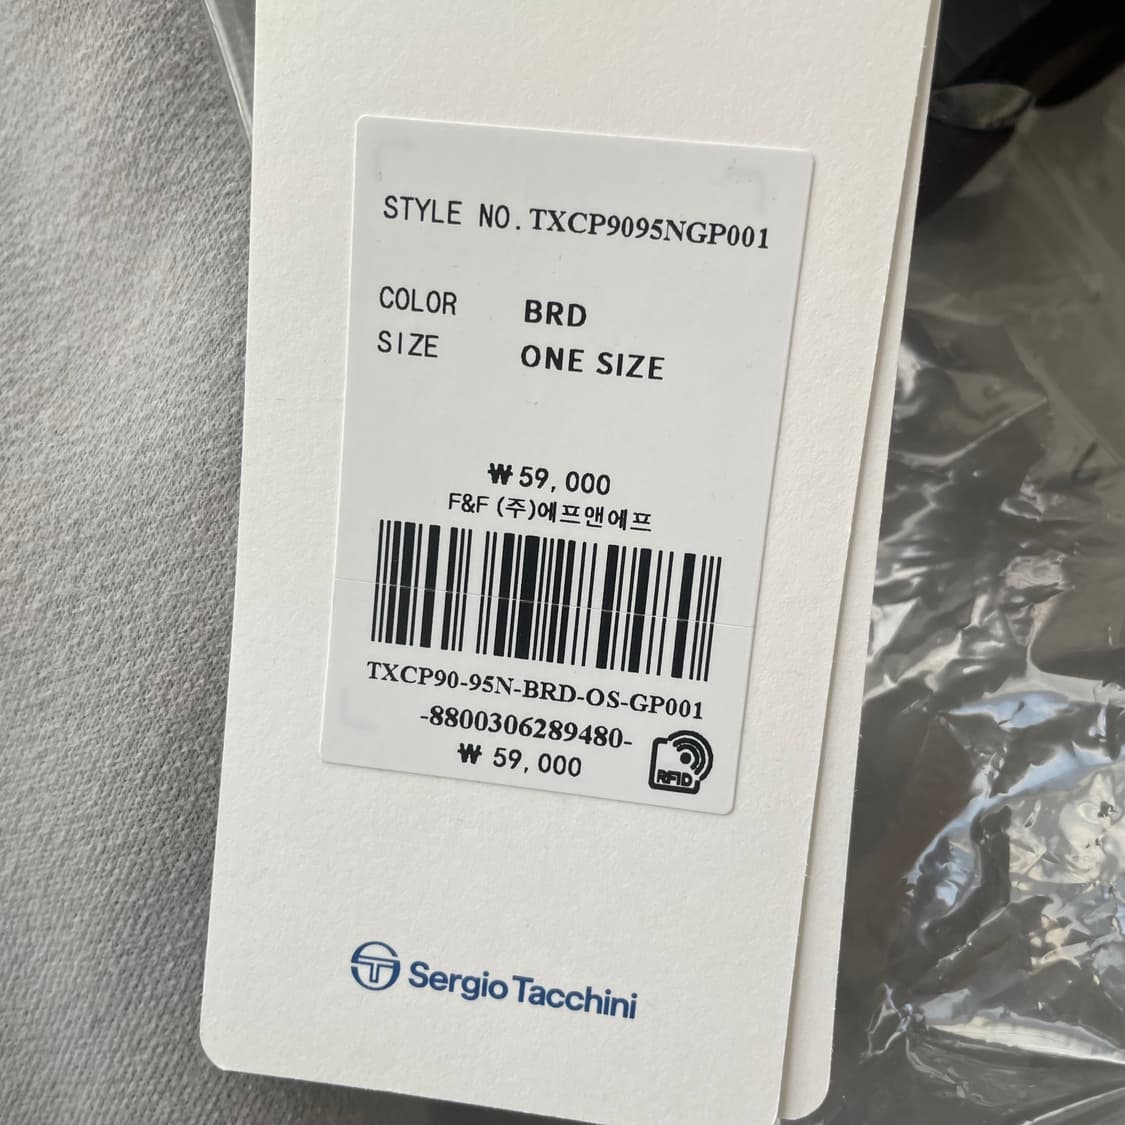 STYLE NO. TXCP9095NGP001
COLOR BRD
SIZE ONE SIZE
₩ 59,000
F&F (주)에프앤에프
TXCP90-95N-BRD-OS-GP001
-8800306289480-
₩ 59,000
RFID
Sergio Tacchini